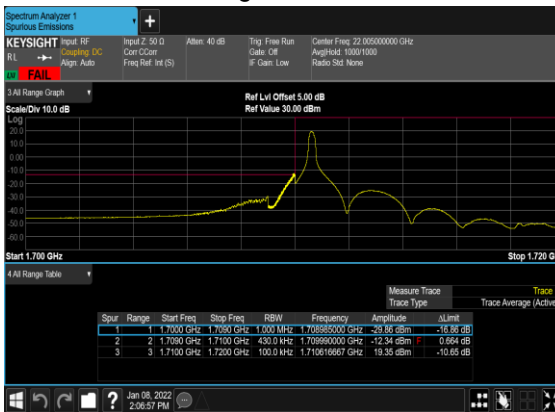 Spectrum Analyzer 1
Spurious Emissions
KEYSIGHT Input: RF Input Z: 50 Ω Atten: 40 dB Trig: Free Run Center Freq: 22.005000000 GHz
RL Coupling: DC Corr CCorr Gate: Off Avg|Hold: 1000/1000
Align: Auto Freq Ref: Int (S) IF Gain: Low Radio Std: None
LV FAIL
3 All Range Graph Ref Lvl Offset 5.00 dB
Scale/Div 10.0 dB Ref Value 30.00 dBm
Log
20.0
10.0
0.00
-10.0
-20.0
-30.0
-40.0
-50.0
-60.0
Start 1.700 GHz Stop 1.720 G
4 All Range Table
Measure Trace Trace
Trace Type Trace Average (Active
Spur Range Start Freq Stop Freq RBW Frequency Amplitude ΔLimit
1 1 1.7000 GHz 1.7090 GHz 1.000 MHz 1.708985000 GHz -29.86 dBm -16.86 dB
2 2 1.7090 GHz 1.7100 GHz 430.0 kHz 1.709990000 GHz -12.34 dBm F 0.664 dB
3 3 1.7100 GHz 1.7200 GHz 100.0 kHz 1.710616667 GHz 19.35 dBm -10.65 dB
? Jan 08, 2022
2:06:57 PM